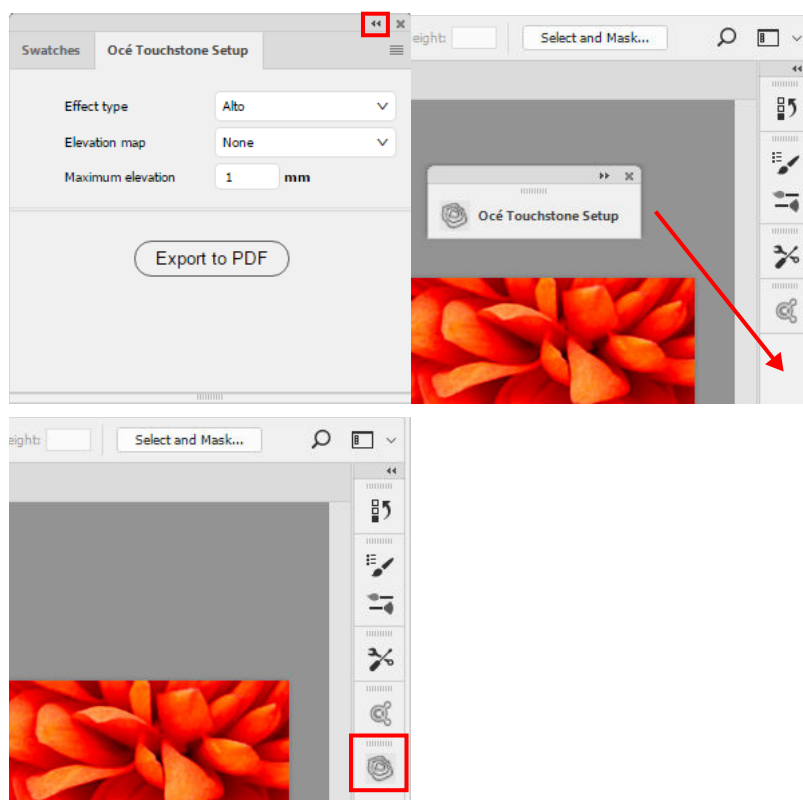 Swatches Océ Touchstone Setup
Effect type Alto
Elevation map None
Maximum elevation 1 mm
Export to PDF
eight: Select and Mask...
Océ Touchstone Setup
eight: Select and Mask...